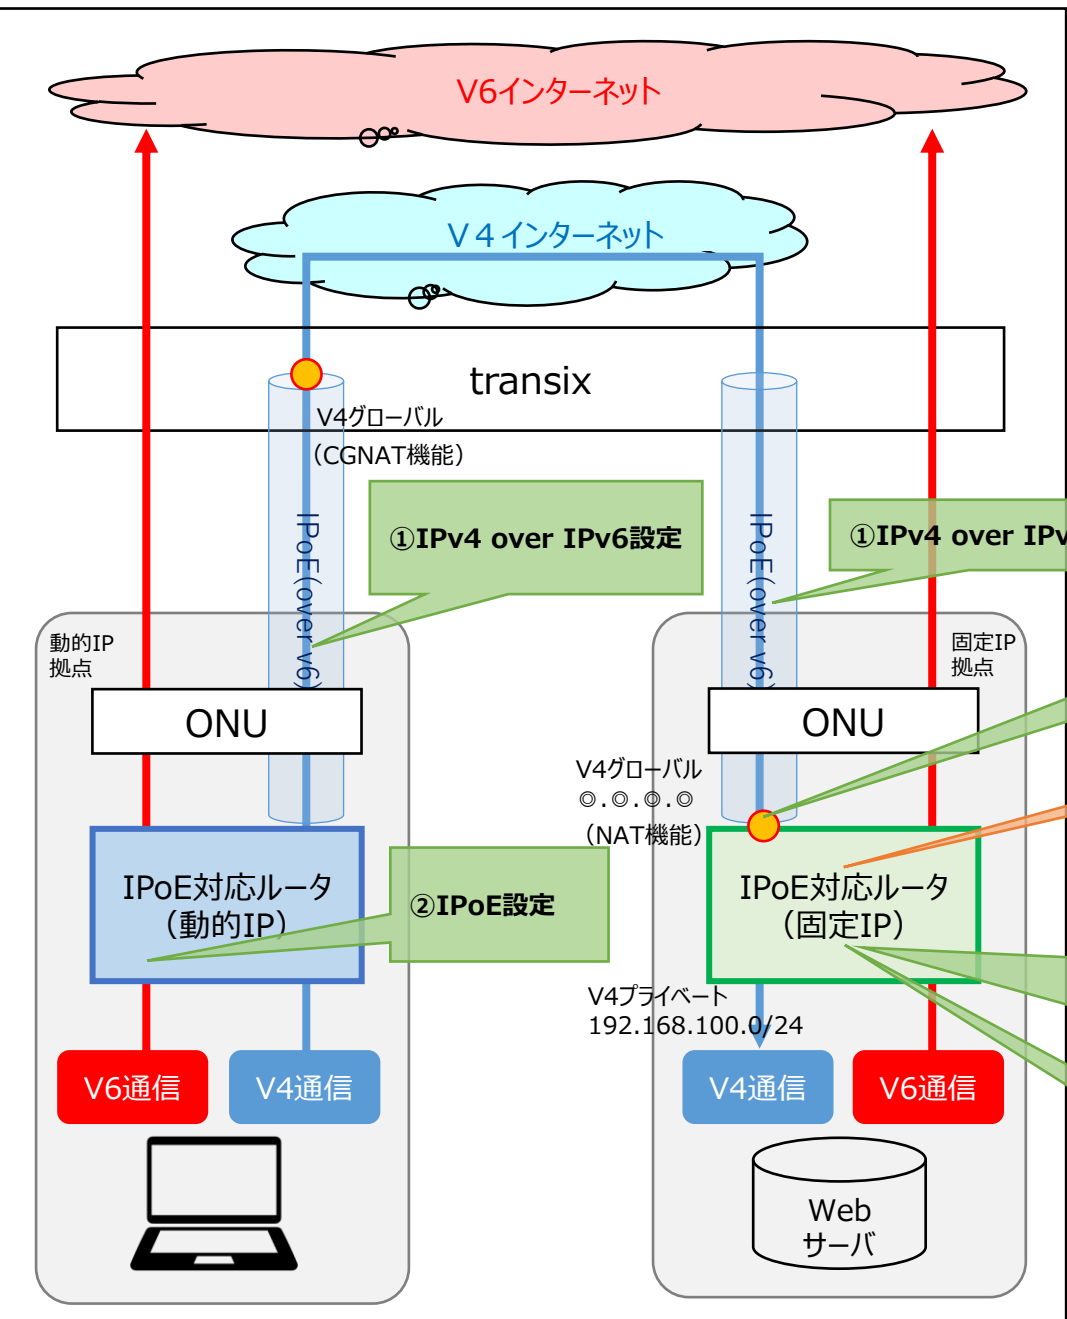 V6インターネット
V４インターネット
transix
V4グローバル
（CGNAT機能）
①IPv4 over IPv6設定
①IPv4 over IPv
IPoE(over v6)
IPoE(over v6)
動的IP
拠点
固定IP
拠点
ONU
ONU
V4グローバル
◎.◎.◎.◎
（NAT機能）
IPoE対応ルータ
（動的IP）
②IPoE設定
IPoE対応ルータ
（固定IP）
V4プライベート
192.168.100.0/24
V6通信
V4通信
V4通信
V6通信
Web
サーバ